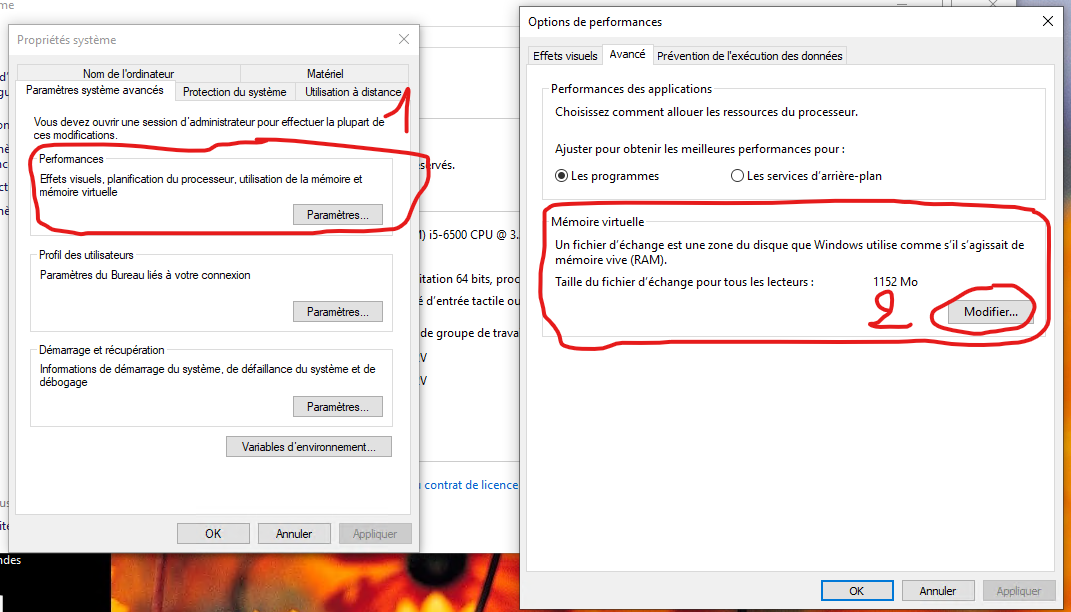 me
Propriétés système
Nom de l'ordinateur
Matériel
Paramètres système avancés
Protection du système
Utilisation à distance
1
Vous devez ouvrir une session d'administrateur pour effectuer la plupart de
ces modifications.
Performances
Effets visuels, planification du processeur, utilisation de la mémoire et
mémoire virtuelle
Paramètres...
Profil des utilisateurs
Paramètres du Bureau liés à votre connexion
Paramètres...
Démarrage et récupération
Informations de démarrage du système, de défaillance du système et de
débogage
Paramètres...
Variables d'environnement...
OK
Annuler
Appliquer
servés.
) i5-6500 CPU @ 3.
itation 64 bits, proc
d'entrée tactile ou
de groupe de trava
V
V
contrat de licence
ndes
Options de performances
Effets visuels
Avancé
Prévention de l'exécution des données
Performances des applications
Choisissez comment allouer les ressources du processeur.
Ajuster pour obtenir les meilleures performances pour :
Les programmes
Les services d'arrière-plan
Mémoire virtuelle
Un fichier d'échange est une zone du disque que Windows utilise comme s'il s'agissait de
mémoire vive (RAM).
Taille du fichier d'échange pour tous les lecteurs :
1152 Mo
2
Modifier...
OK
Annuler
Appliquer